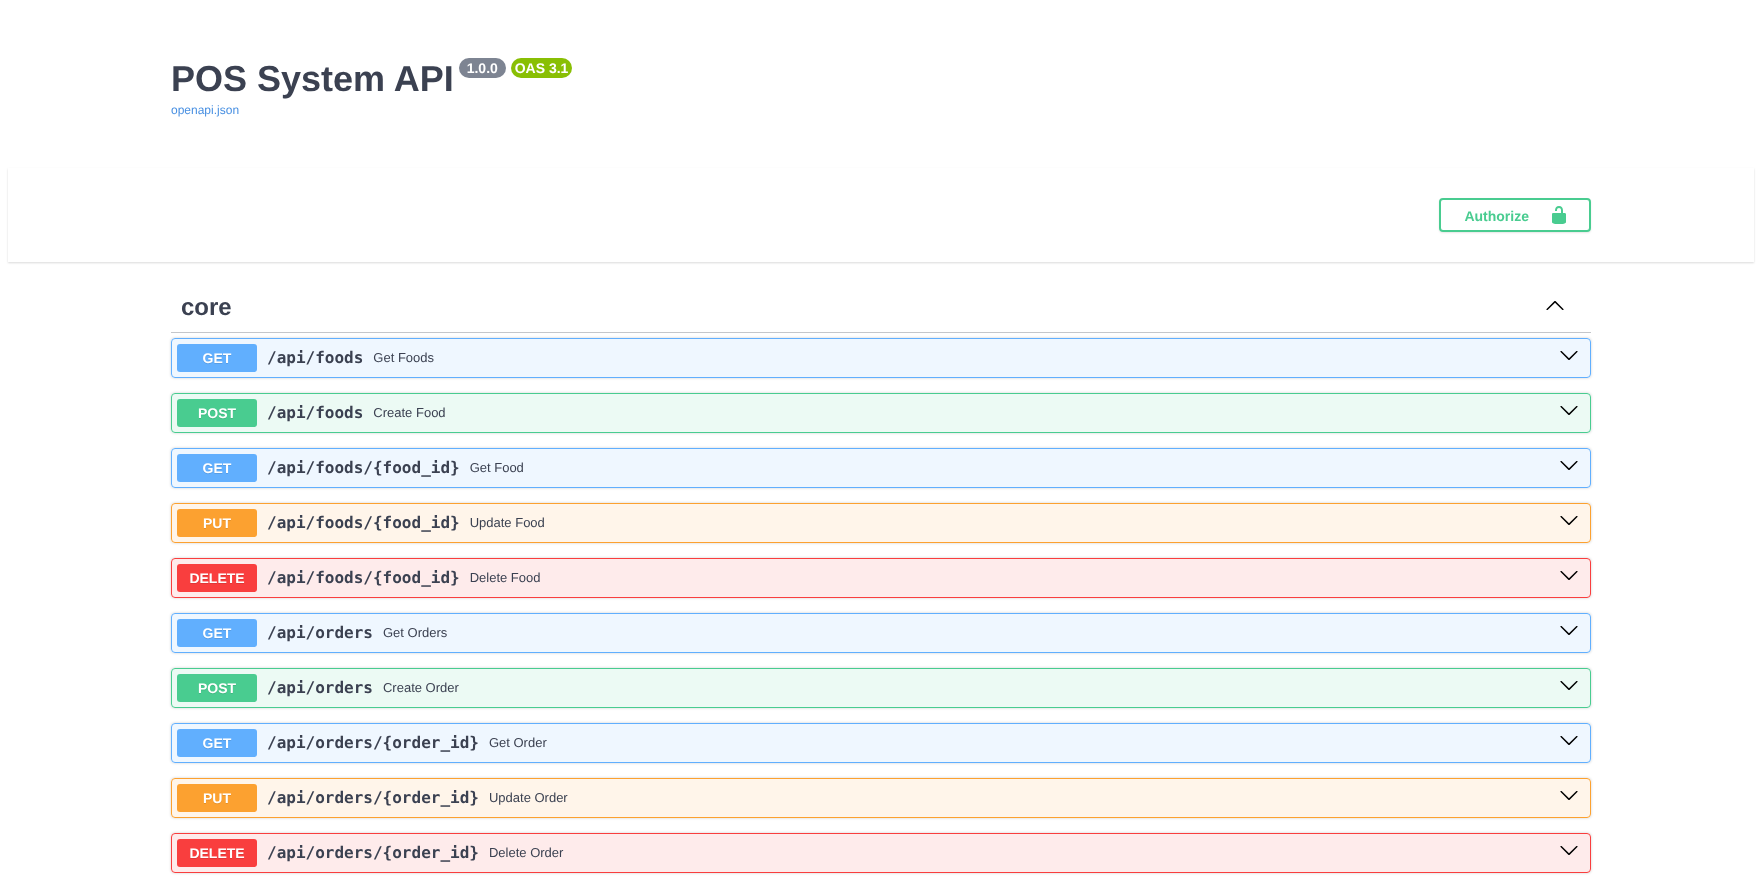 POS System API 1.0.0 OAS 3.1
openapi.json
Authorize
core
GET /api/foods Get Foods
POST /api/foods Create Food
GET /api/foods/{food_id} Get Food
PUT /api/foods/{food_id} Update Food
DELETE /api/foods/{food_id} Delete Food
GET /api/orders Get Orders
POST /api/orders Create Order
GET /api/orders/{order_id} Get Order
PUT /api/orders/{order_id} Update Order
DELETE /api/orders/{order_id} Delete Order